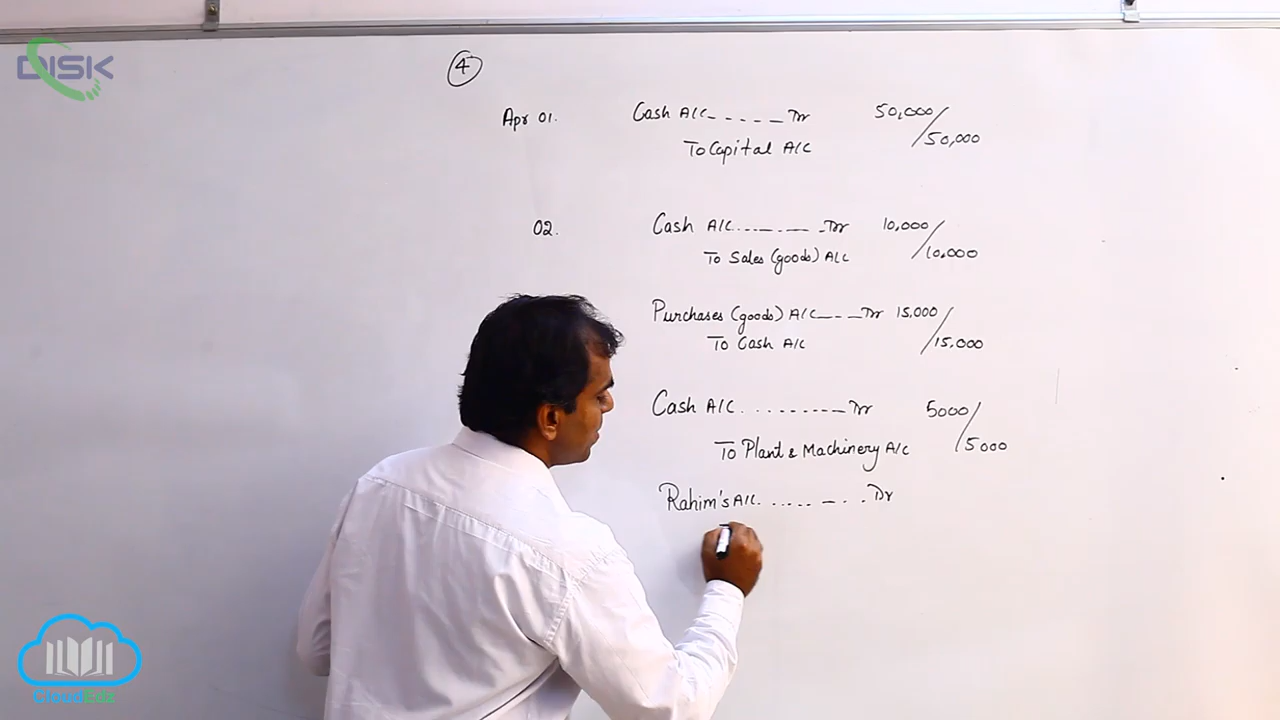 DISK
4
Apr 01. Cash A/C------Dr 50,000/
To Capital A/C /50,000
02. Cash A/C...-.-----.Dr 10,000/
To Sales (goods) A/C /10,000
Purchases (goods) A/C----Dr 15,000/
To Cash A/C /15,000
Cash A/C..........----Dr 5000/
To Plant & Machinery A/C /5000
Rahim's A/C......-..Dr
CloudEdz